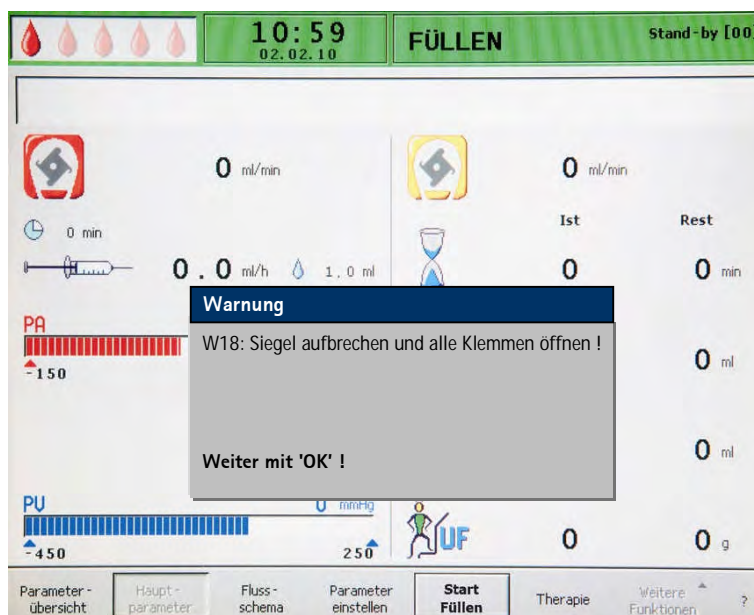 10:59
02.02.10
FÜLLEN
Stand-by [00
0 ml/min
0 ml/min
0 min
Ist Rest
0.0 ml/h 1.0 ml
0 0 min
Warnung
W18: Siegel aufbrechen und alle Klemmen öffnen !
Weiter mit 'OK' !
PA
-150
0 ml
0 ml
PV
mmHg
-450 250
UF 0 0 g
Parameter-
übersicht
Haupt-
parameter
Fluss-
schema
Parameter
einstellen
Start
Füllen
Therapie
Weitere
Funktionen
?